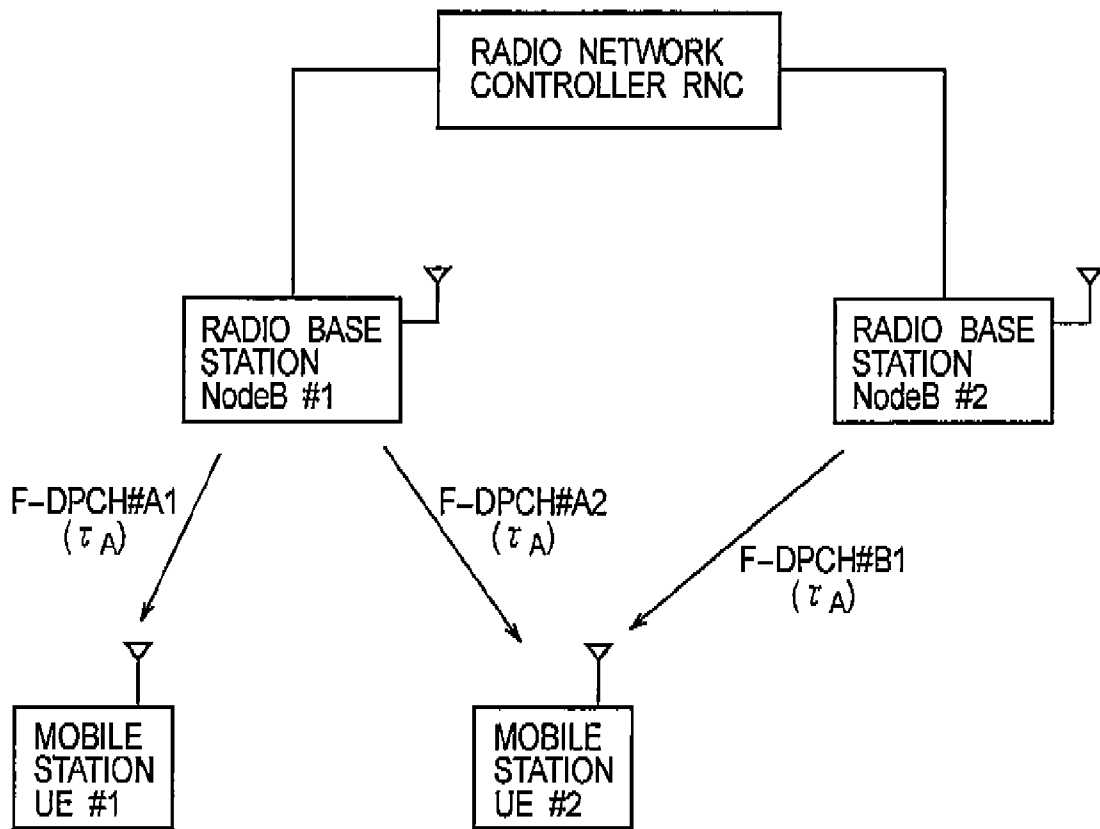 RADIO NETWORK
CONTROLLER RNC
RADIO BASE
STATION
NodeB #1
RADIO BASE
STATION
NodeB #2
F-DPCH#A1
(τA)
F-DPCH#A2
(τA)
F-DPCH#B1
(τA)
MOBILE
STATION
UE #1
MOBILE
STATION
UE #2